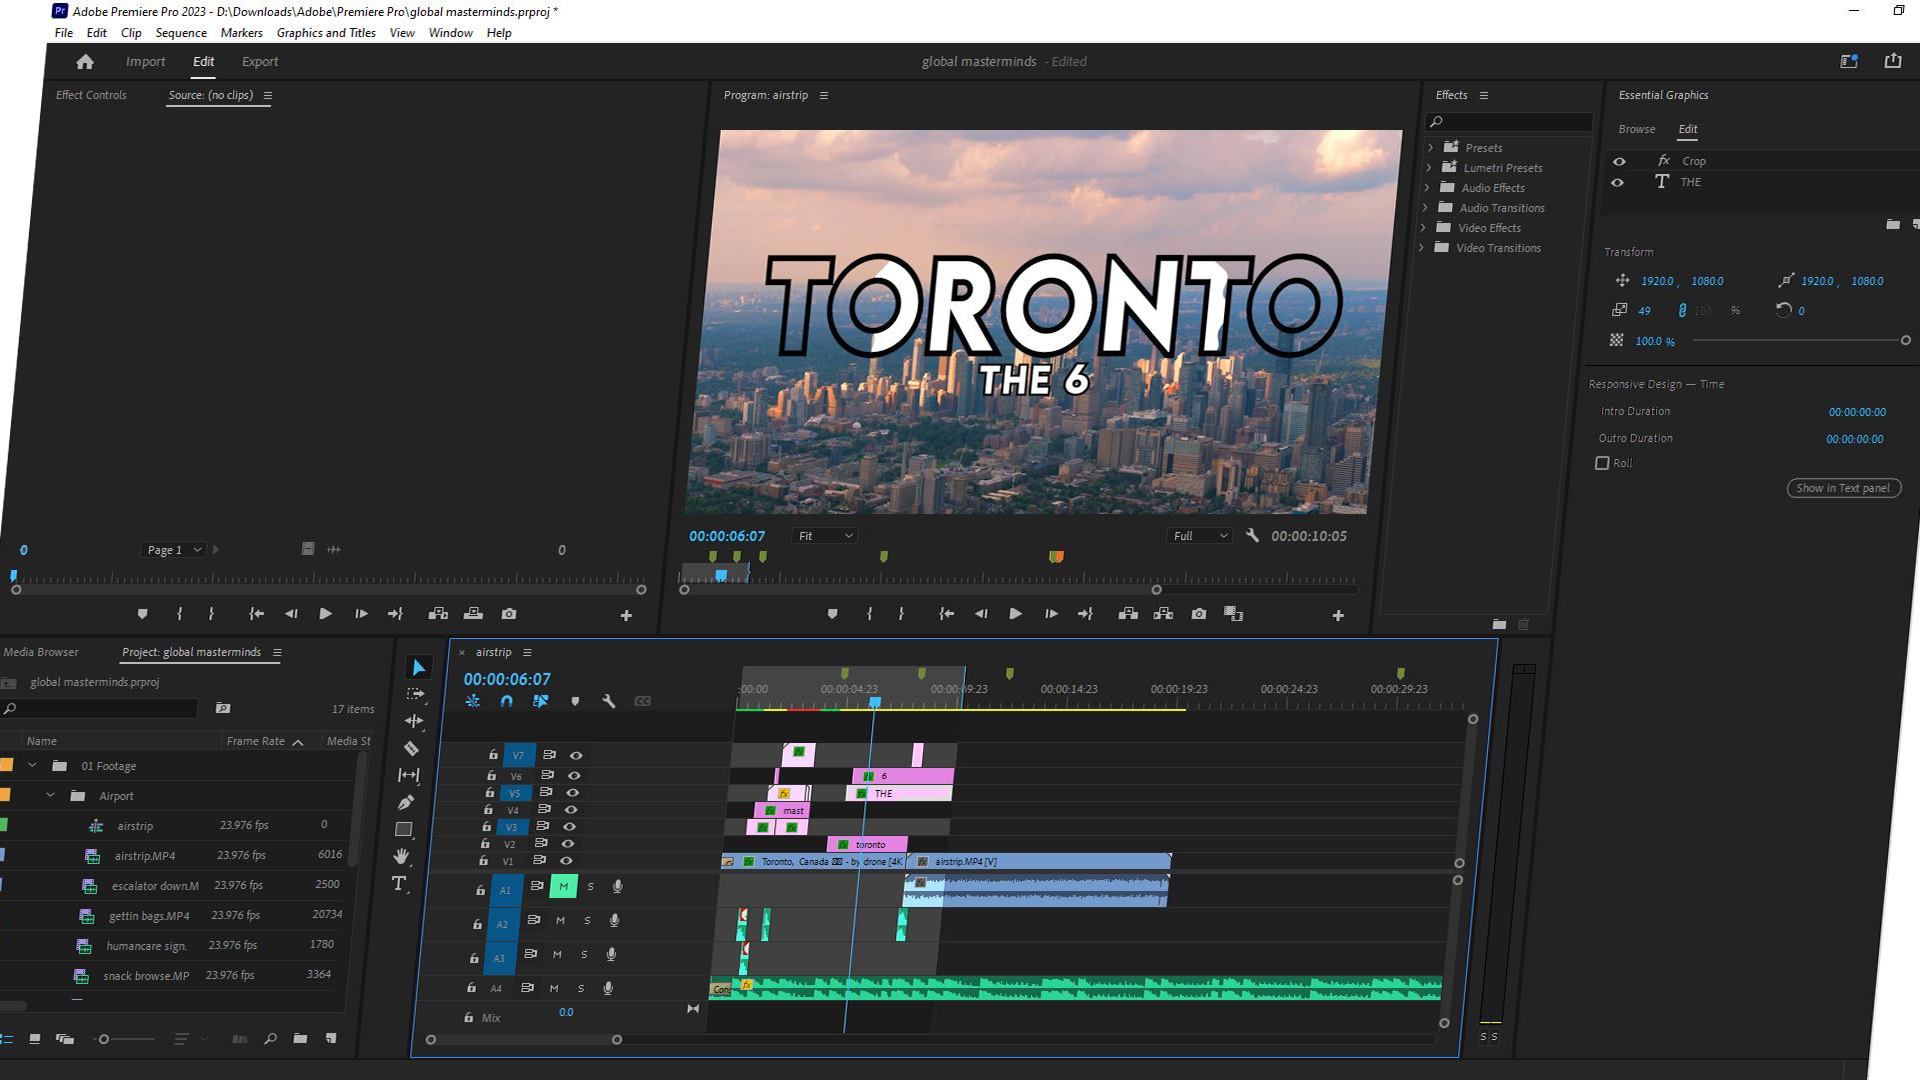 Adobe Premiere Pro 2023 - D:\Downloads\Adobe\Premiere Pro\global masterminds.prproj *
File Edit Clip Sequence Markers Graphics and Titles View Window Help
Import Edit Export
global masterminds - Edited
Effect Controls
Source: (no clips)
0
Page 1
0
Program: airstrip
TORONTO
THE 6
00:00:06:07
Fit
Full
00:00:10:05
Effects
Presets
Lumetri Presets
Audio Effects
Audio Transitions
Video Effects
Video Transitions
Essential Graphics
Browse Edit
fx Crop
T THE
Transform
1920.0 , 1080.0
1920.0 , 1080.0
49
100 %
0
100.0 %
Responsive Design — Time
Intro Duration 00:00:00:00
Outro Duration 00:00:00:00
Roll
Show in Text panel
Media Browser
Project: global masterminds
global masterminds.prproj
17 items
Name Frame Rate Media St
01 Footage
Airport
airstrip 23.976 fps 0
airstrip.MP4 23.976 fps 6016
escalator down.M 23.976 fps 2500
gettin bags.MP4 23.976 fps 20734
humancare sign. 23.976 fps 1780
snack browse.MP 23.976 fps 3364
× airstrip
00:00:06:07
:00:00 00:00:04:23 00:00:09:23 00:00:14:23 00:00:19:23 00:00:24:23 00:00:29:23
V7
V6 6
V5 THE
V4 mast
V3
V2 toronto
V1 Toronto, Canada - by drone [4K airstrip.MP4 [V]
A1 M S
A2 M S
A3 M S
A4 M S
Mix 0.0
S S